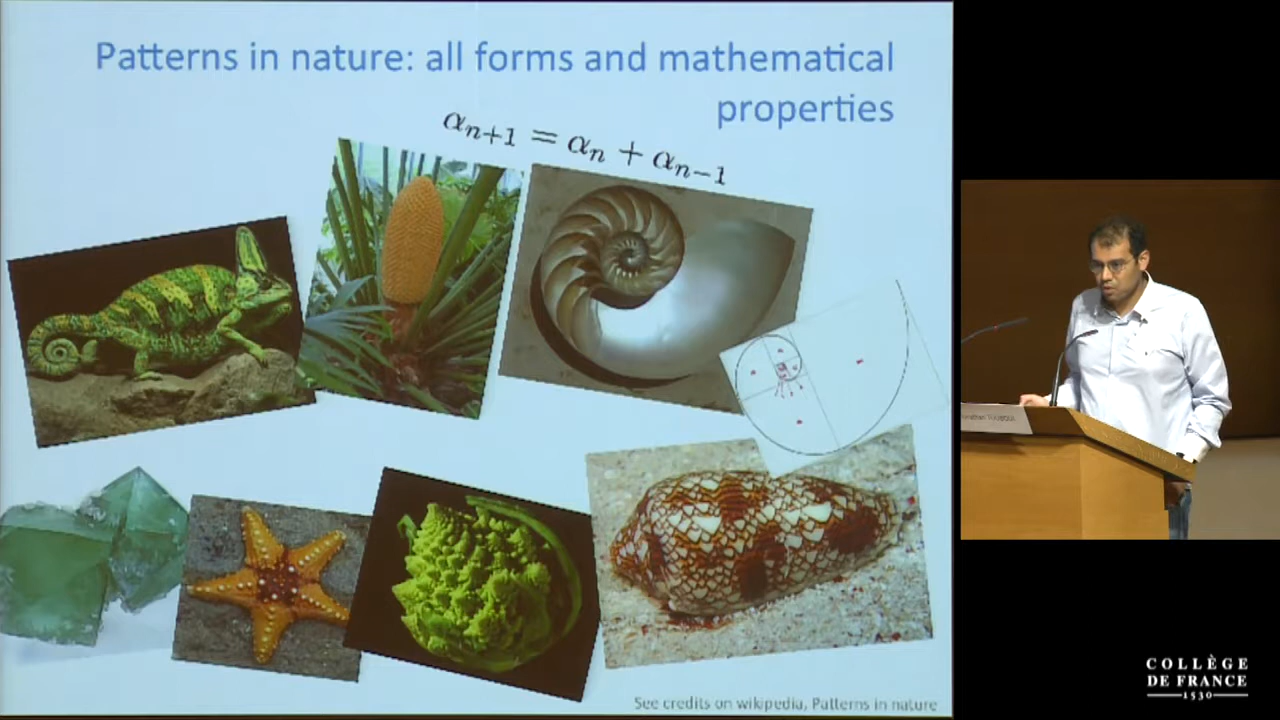 Patterns in nature: all forms and mathematical
properties
αₙ₊₁ = αₙ + αₙ₋₁
See credits on wikipedia, Patterns in nature
COLLÈGE
DE FRANCE
1530